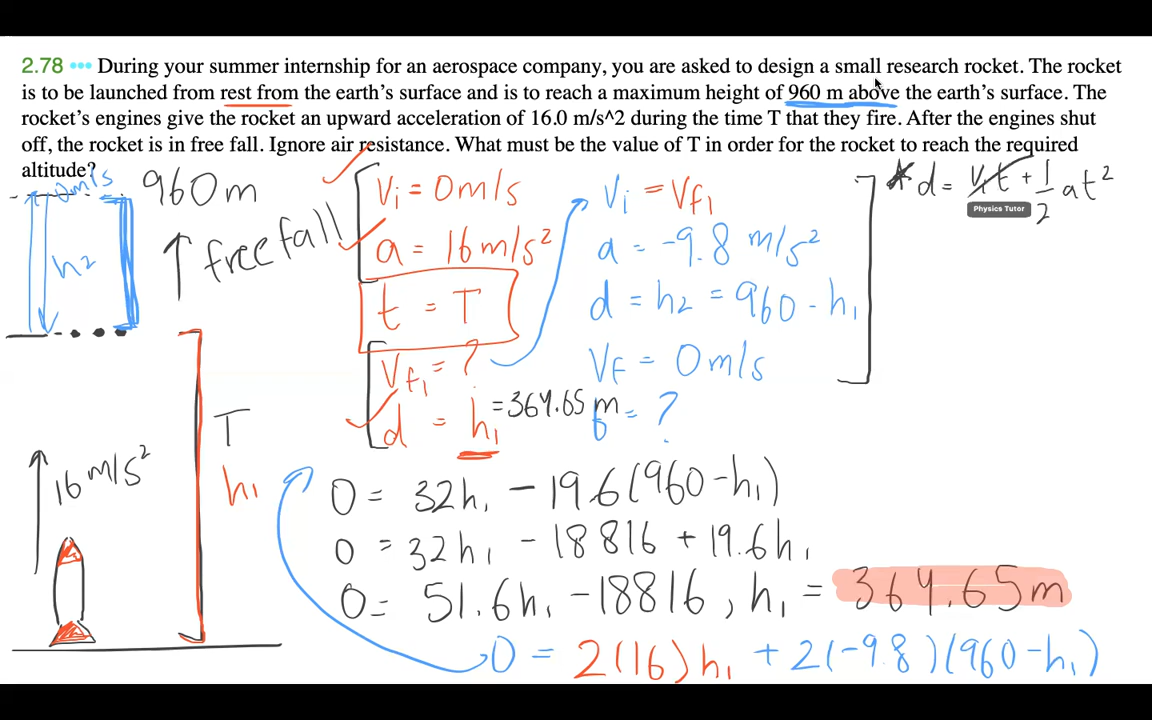 2.78 ••• During your summer internship for an aerospace company, you are asked to design a small research rocket. The rocket
is to be launched from rest from the earth's surface and is to reach a maximum height of 960 m above the earth's surface. The
rocket's engines give the rocket an upward acceleration of 16.0 m/s^2 during the time T that they fire. After the engines shut
off, the rocket is in free fall. Ignore air resistance. What must be the value of T in order for the rocket to reach the required
altitude?
0m/s
960m
h2
↑ freefall
Vi = 0m/s
a = 16m/s²
t = T
Vf1 = ?
d = h1 = 364.65 m
Vi = Vf1
a = -9.8 m/s²
d = h2 = 960 - h1
VF = 0m/s
t = ?
* d = Vit + 1/2 at²
Physics Tutor
T
h1
16 m/s²
0 = 32h1 - 19.6(960-h1)
0 = 32h1 - 18816 + 19.6h1
0 = 51.6h1 - 18816, h1 = 364.65m
0 = 2(16)h1 + 2(-9.8)(960-h1)